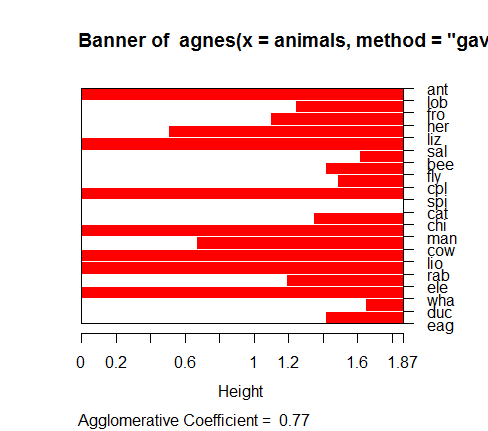 Banner of  agnes(x = animals, method = "gav
ant
lob
fro
her
liz
sal
bee
fly
cpl
spi
cat
chi
man
cow
lio
rab
ele
wha
duc
eag
0 0.2 0.6 1 1.2 1.6 1.87
Height
Agglomerative Coefficient =  0.77